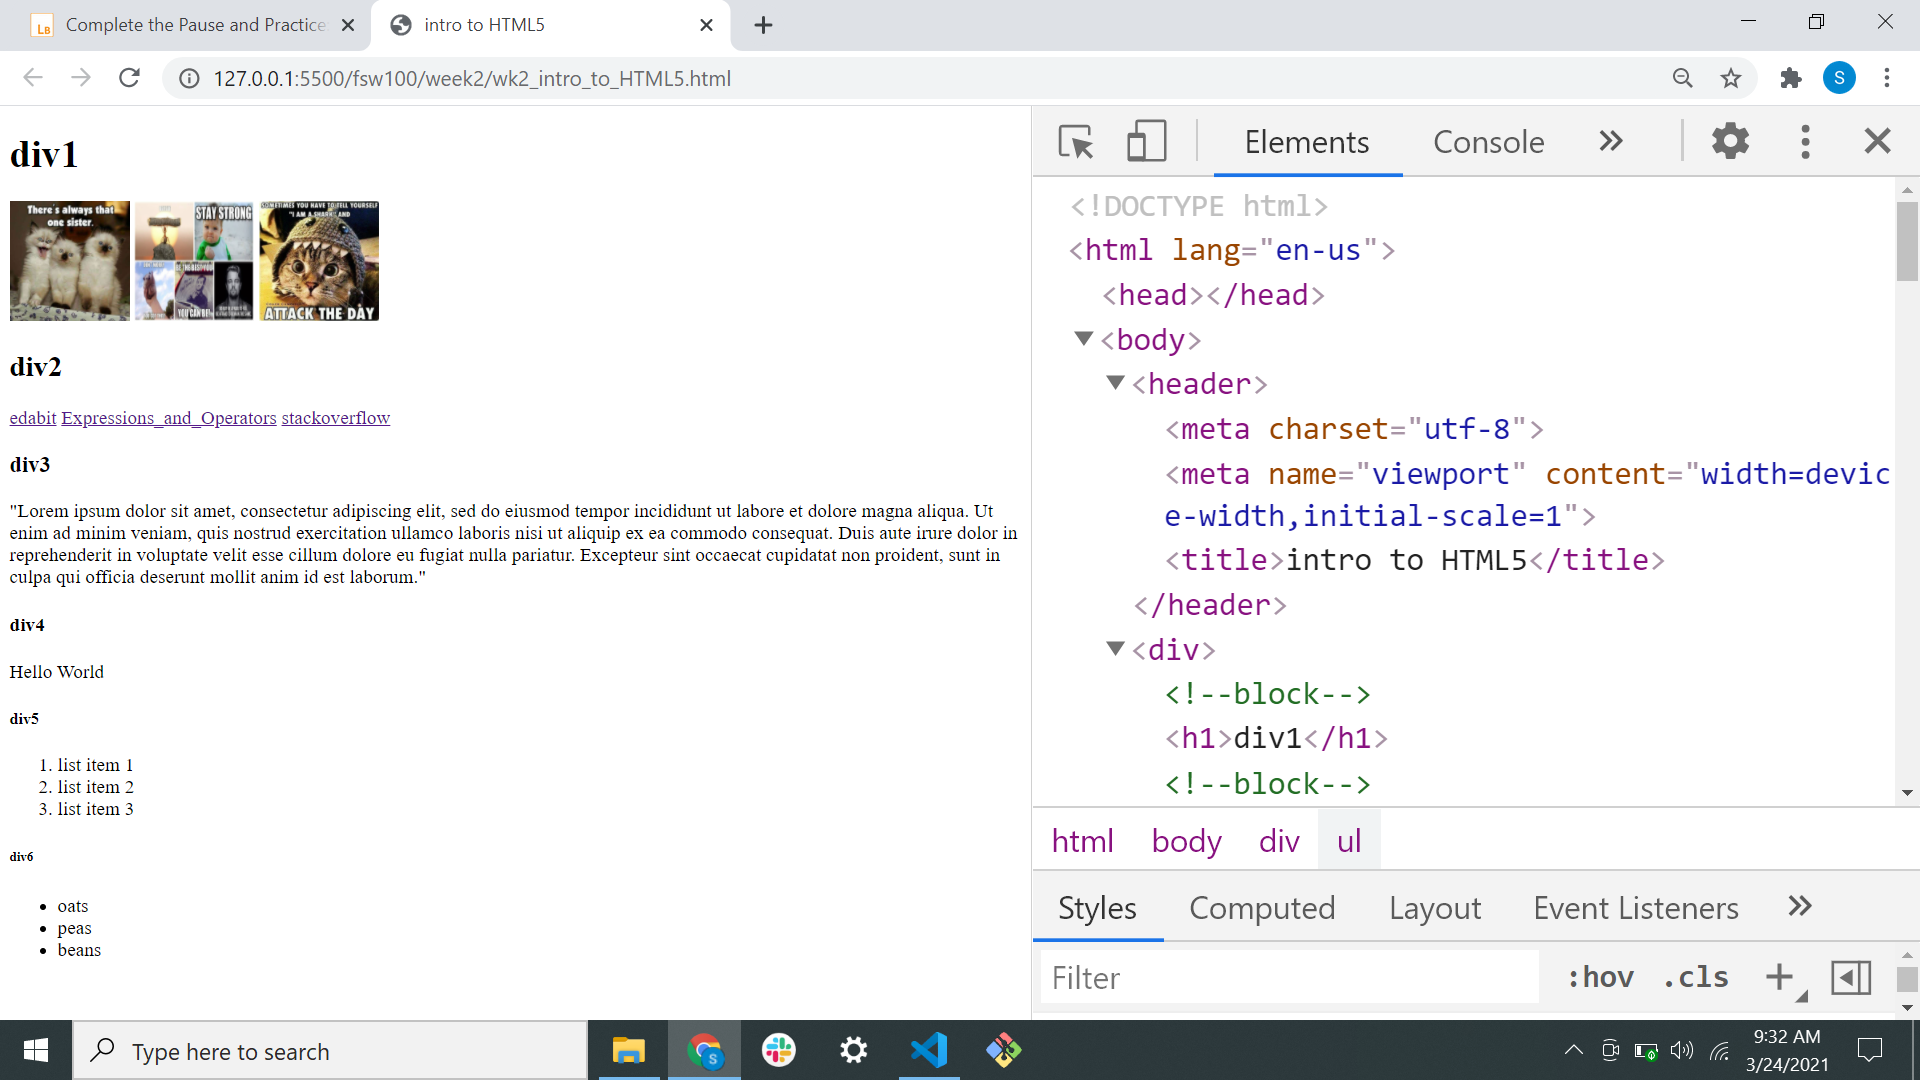 Complete the Pause and Practice
intro to HTML5
127.0.0.1:5500/fsw100/week2/wk2_intro_to_HTML5.html
S
div1
There's always that
one sister.
STAY STRONG
YOU CAN BE
SOMETIMES YOU HAVE TO TELL YOURSELF
"I AM A SHARK" AND
ATTACK THE DAY
div2
edabit Expressions_and_Operators stackoverflow
div3
"Lorem ipsum dolor sit amet, consectetur adipiscing elit, sed do eiusmod tempor incididunt ut labore et dolore magna aliqua. Ut
enim ad minim veniam, quis nostrud exercitation ullamco laboris nisi ut aliquip ex ea commodo consequat. Duis aute irure dolor in
reprehenderit in voluptate velit esse cillum dolore eu fugiat nulla pariatur. Excepteur sint occaecat cupidatat non proident, sunt in
culpa qui officia deserunt mollit anim id est laborum."
div4
Hello World
div5
1. list item 1
2. list item 2
3. list item 3
div6
• oats
• peas
• beans
Elements Console
<!DOCTYPE html>
<html lang="en-us">
<head></head>
<body>
<header>
<meta charset="utf-8">
<meta name="viewport" content="width=devic
e-width,initial-scale=1">
<title>intro to HTML5</title>
</header>
<div>
<!--block-->
<h1>div1</h1>
<!--block-->
html body div ul
Styles Computed Layout Event Listeners
Filter :hov .cls
Type here to search
S
9:32 AM
3/24/2021